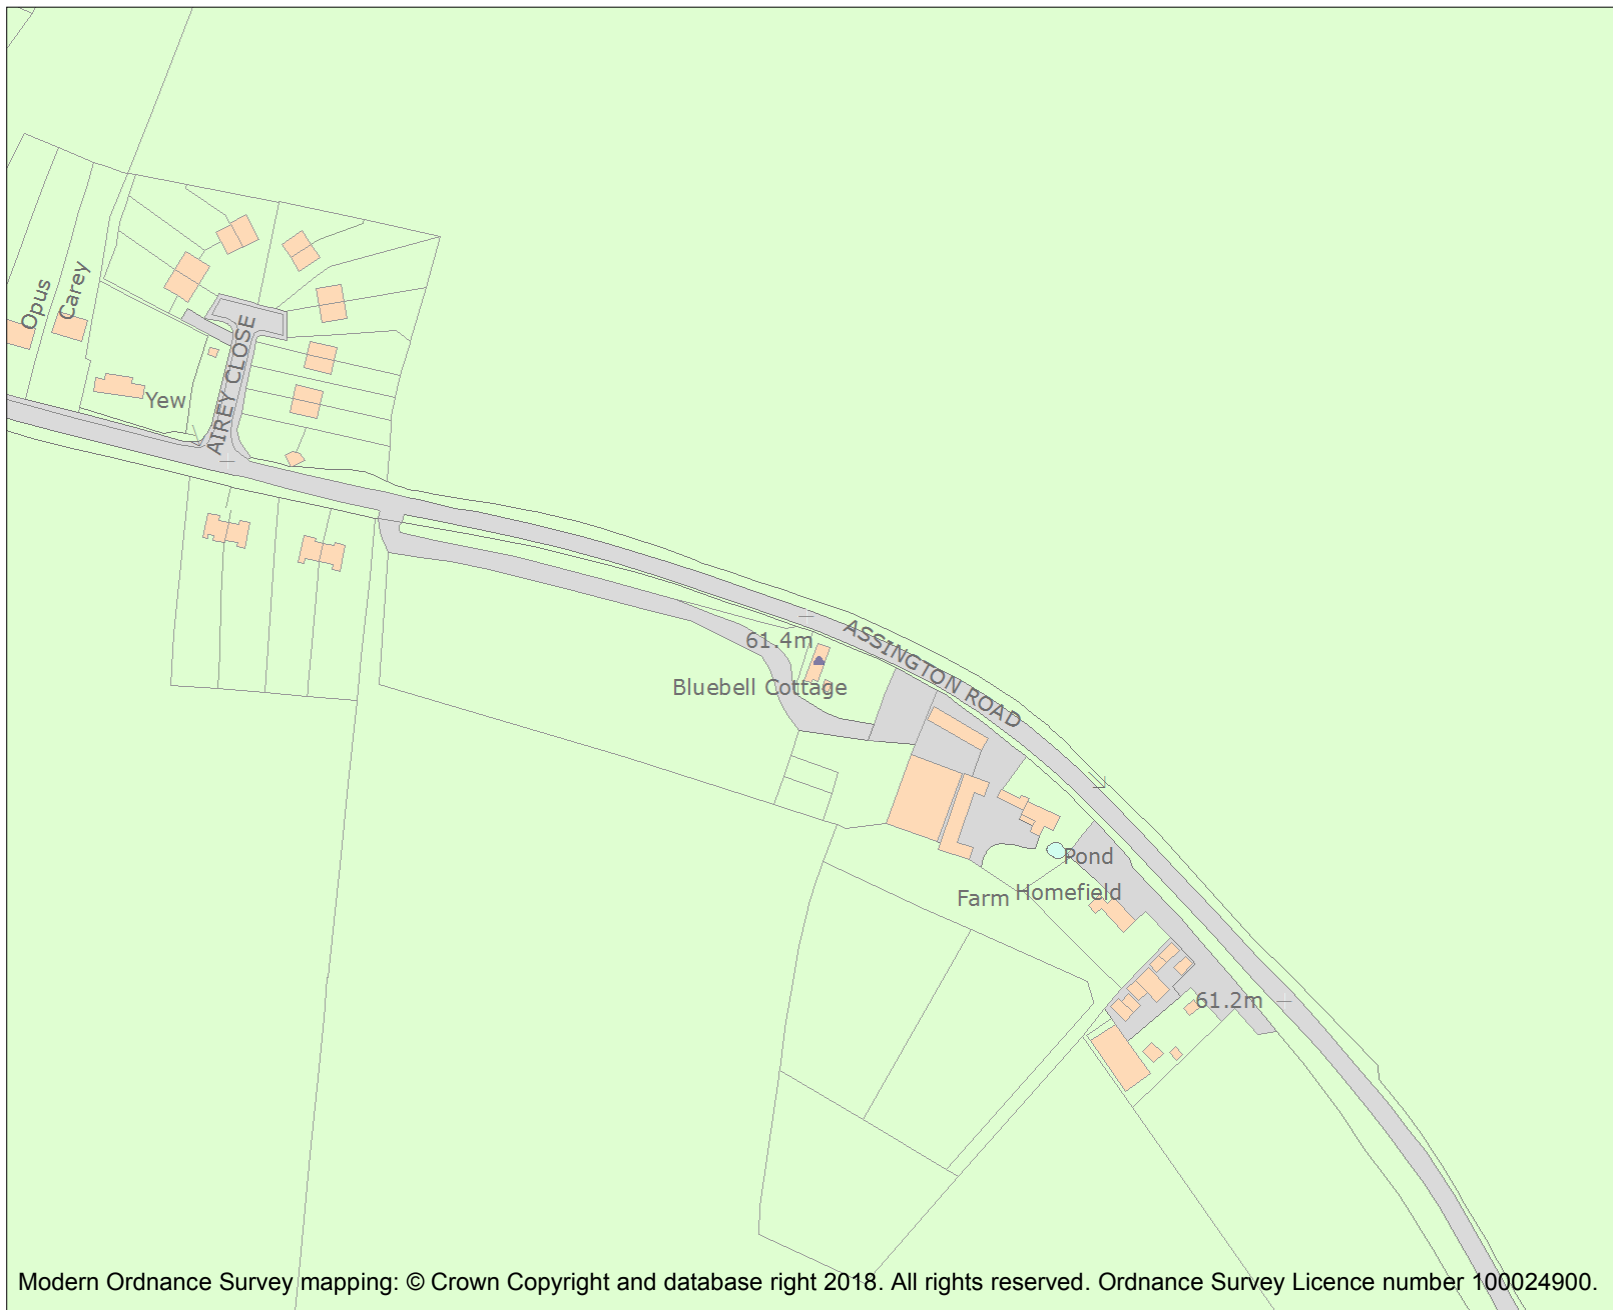 Opus
Carey
AIREY CLOSE
Yew
61.4m
ASSINGTON ROAD
Bluebell Cottage
Pond
Farm
Homefield
61.2m
Modern Ordnance Survey mapping: © Crown Copyright and database right 2018. All rights reserved. Ordnance Survey Licence number 100024900.